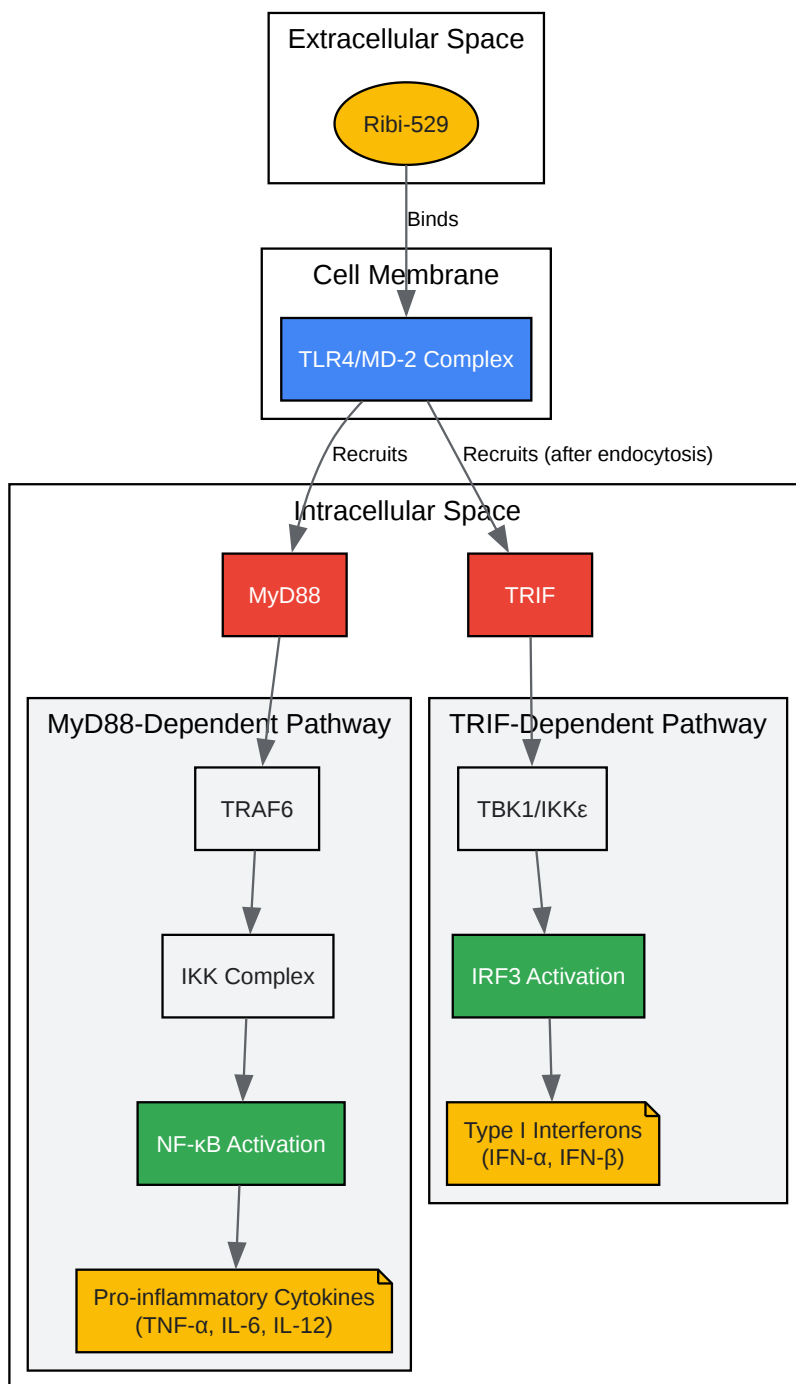 Extracellular Space
Ribi-529
Binds
Cell Membrane
TLR4/MD-2 Complex
Recruits
Recruits (after endocytosis)
Intracellular Space
MyD88
TRIF
MyD88-Dependent Pathway
TRIF-Dependent Pathway
TRAF6
TBK1/IKKε
IKK Complex
IRF3 Activation
NF-κB Activation
Type I Interferons
(IFN-α, IFN-β)
Pro-inflammatory Cytokines
(TNF-α, IL-6, IL-12)